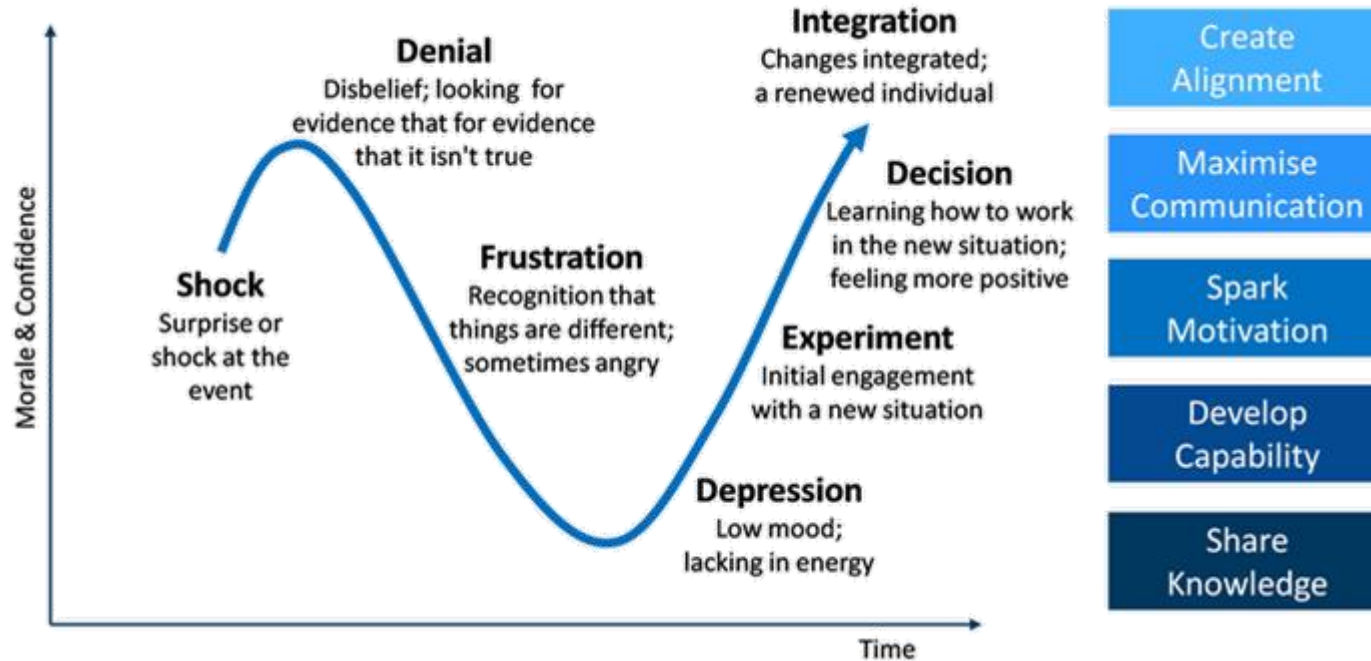 Morale & Confidence
Shock
Surprise or
shock at the
event
Denial
Disbelief; looking for
evidence that for evidence
that it isn't true
Frustration
Recognition that
things are different;
sometimes angry
Depression
Low mood;
lacking in energy
Experiment
Initial engagement
with a new situation
Decision
Learning how to work
in the new situation;
feeling more positive
Integration
Changes integrated;
a renewed individual
Time
Create
Alignment
Maximise
Communication
Spark
Motivation
Develop
Capability
Share
Knowledge